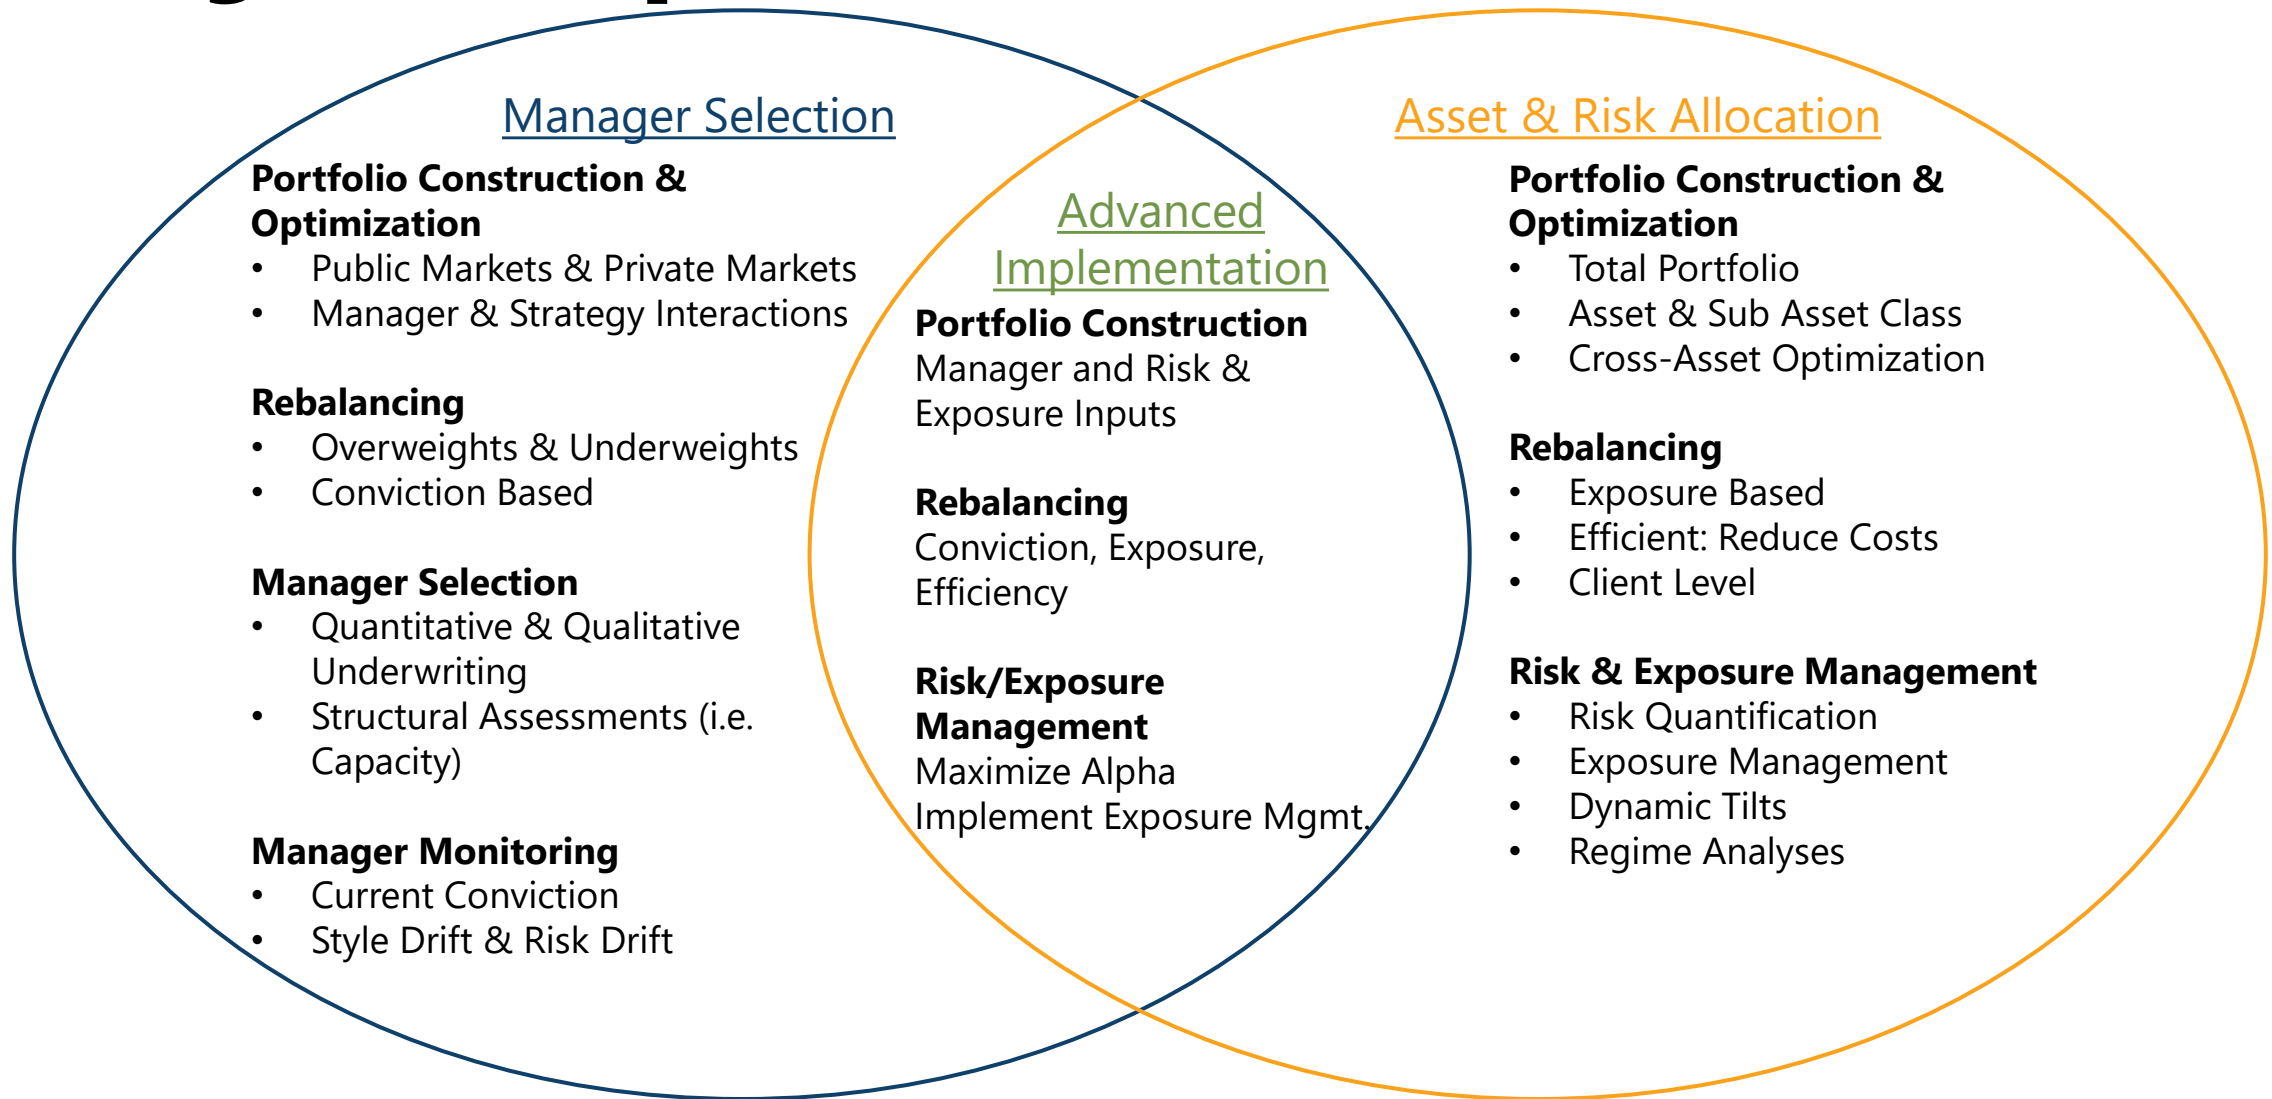 Manager Selection
Portfolio Construction &
Optimization
• Public Markets & Private Markets
• Manager & Strategy Interactions
Rebalancing
• Overweights & Underweights
• Conviction Based
Manager Selection
• Quantitative & Qualitative
Underwriting
• Structural Assessments (i.e.
Capacity)
Manager Monitoring
• Current Conviction
• Style Drift & Risk Drift
Advanced
Implementation
Portfolio Construction
Manager and Risk &
Exposure Inputs
Rebalancing
Conviction, Exposure,
Efficiency
Risk/Exposure
Management
Maximize Alpha
Implement Exposure Mgmt.
Asset & Risk Allocation
Portfolio Construction &
Optimization
• Total Portfolio
• Asset & Sub Asset Class
• Cross-Asset Optimization
Rebalancing
• Exposure Based
• Efficient: Reduce Costs
• Client Level
Risk & Exposure Management
• Risk Quantification
• Exposure Management
• Dynamic Tilts
• Regime Analyses